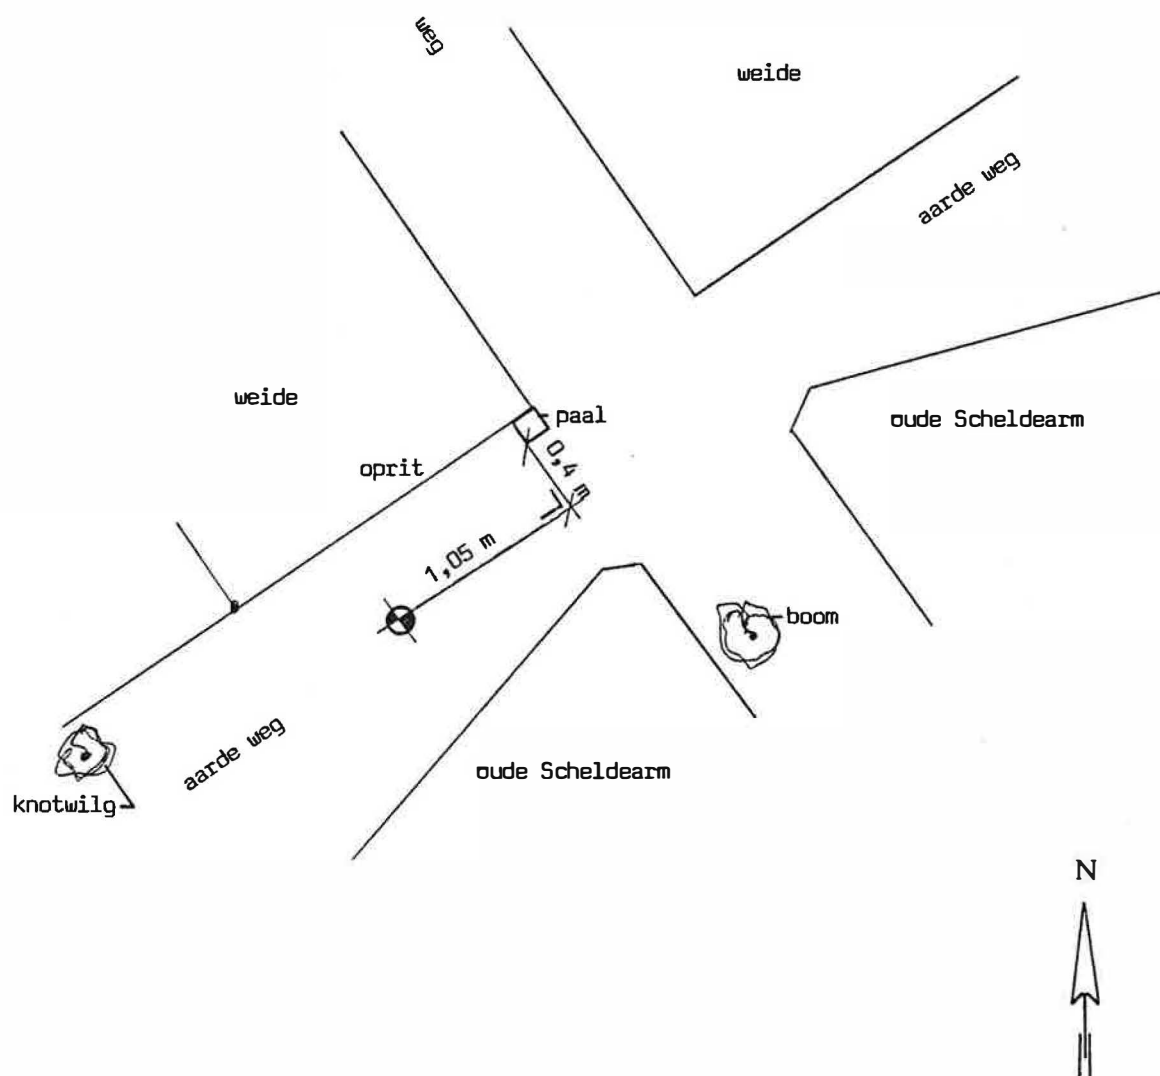 weg
weide
aarde weg
weide
paal
oude Scheldearm
oprit
0,4 m
1,05 m
boom
aarde weg
oude Scheldearm
knotwilg
N